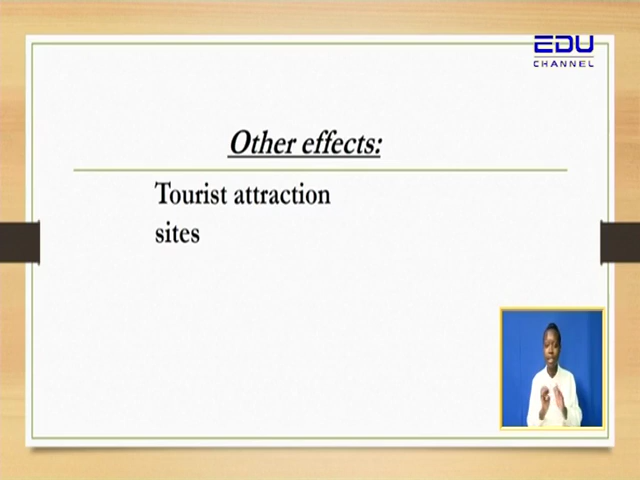 EDU
CHANNEL
Other effects:
Tourist attraction
sites